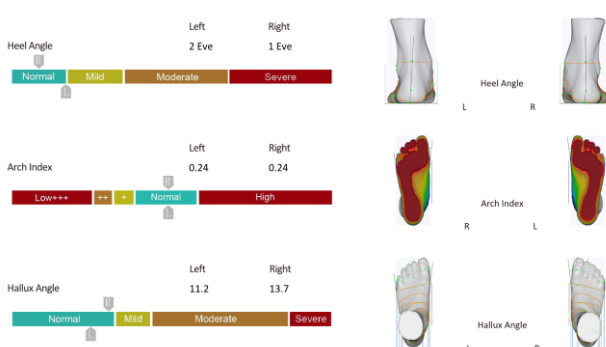 Left Right
Heel Angle 2 Eve 1 Eve
R
Normal Mild Moderate Severe
L
Heel Angle
L R
Left Right
Arch Index 0.24 0.24
R
Low+++ ++ + Normal High
L
Arch Index
R L
Left Right
Hallux Angle 11.2 13.7
R
Normal Mild Moderate Severe
L
Hallux Angle
L R